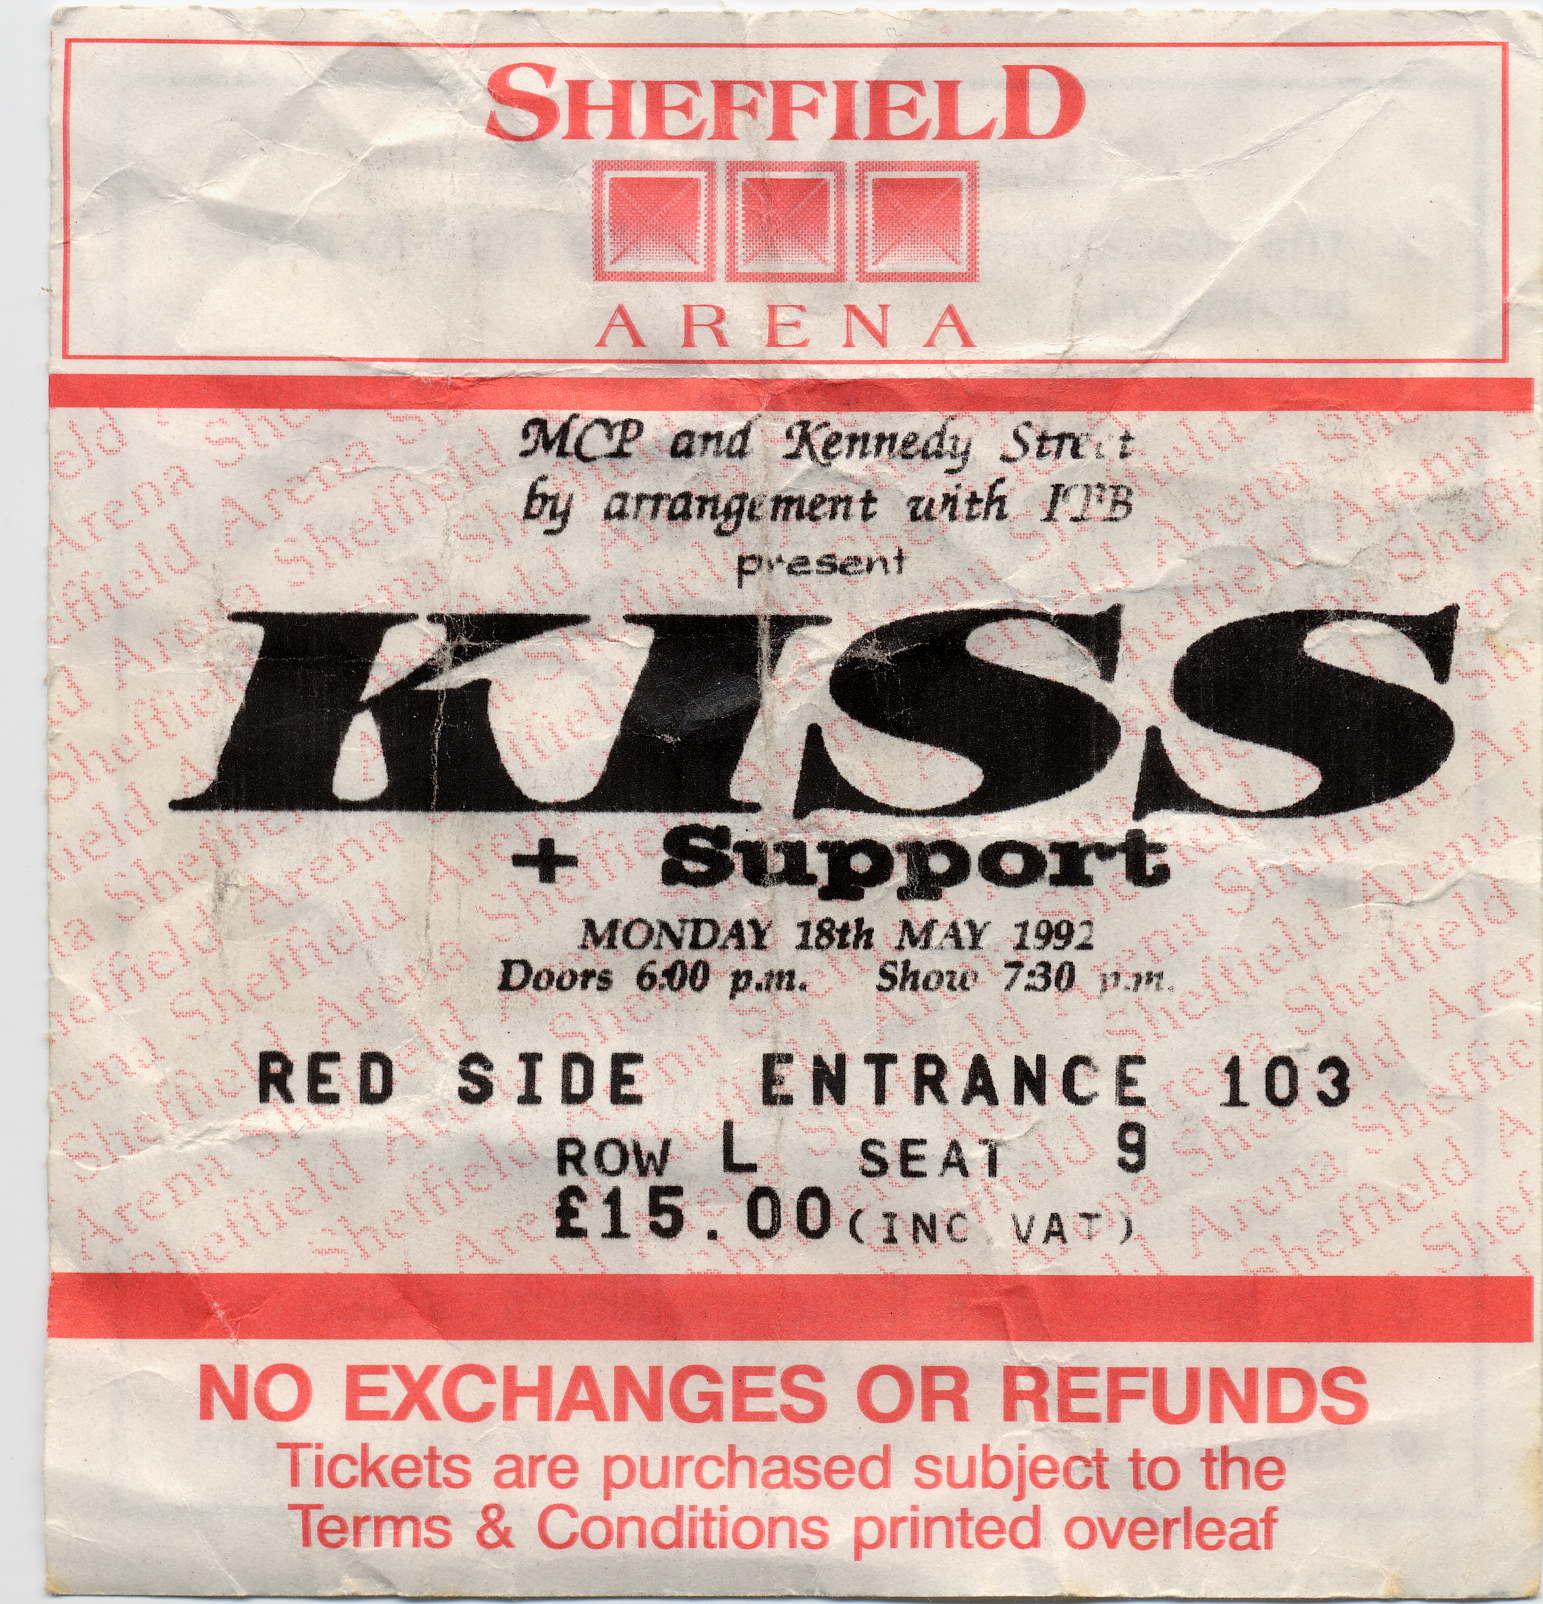 SHEFFIELD
ARENA
MCP and Kennedy Street
by arrangement with ITB
present
KISS
+ Support
MONDAY 18th MAY 1992
Doors 6:00 p.m. Show 7:30 p.m.
RED SIDE ENTRANCE 103
ROW L SEAT 9
£15.00 (INC VAT)
NO EXCHANGES OR REFUNDS
Tickets are purchased subject to the
Terms & Conditions printed overleaf